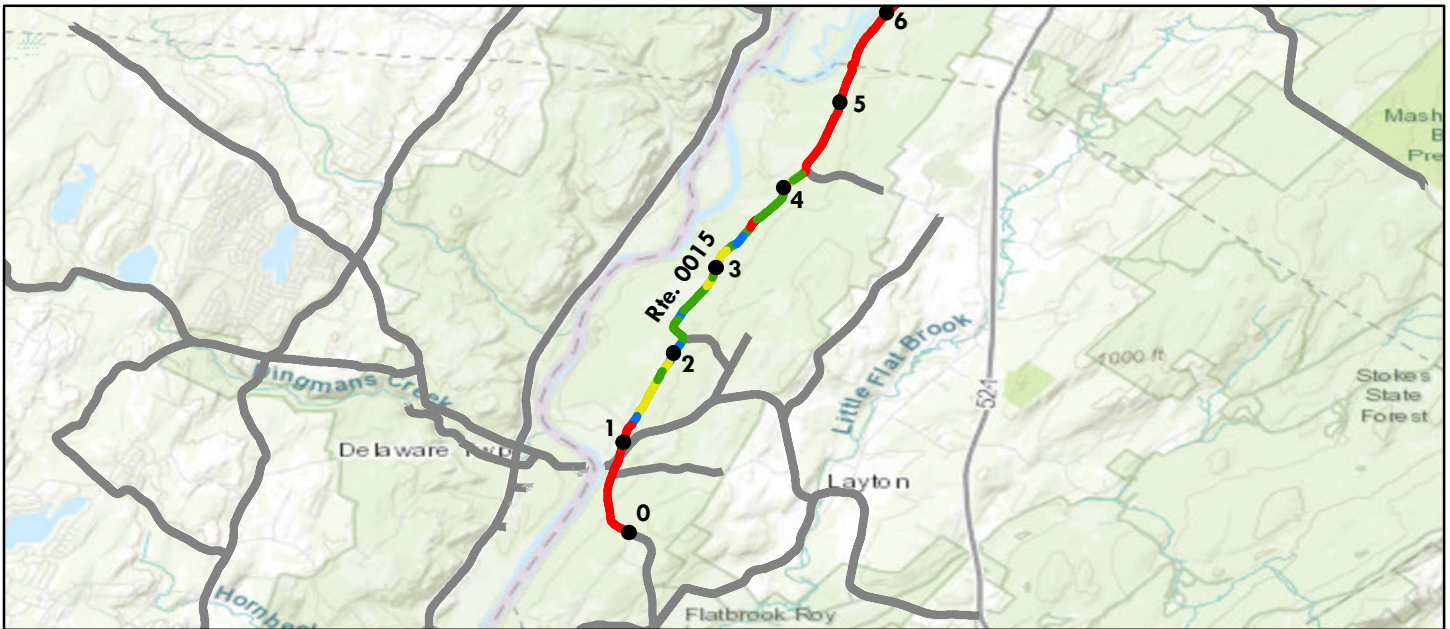 6
5
Mash
B
Pre
4
Rte. 0015
3
Little Flat Brook
1000 ft
2
Dingmans Creek
521
Stokes
State
Forest
1
Delaware Twp
Layton
0
Hornbeck
Flatbrook Roy